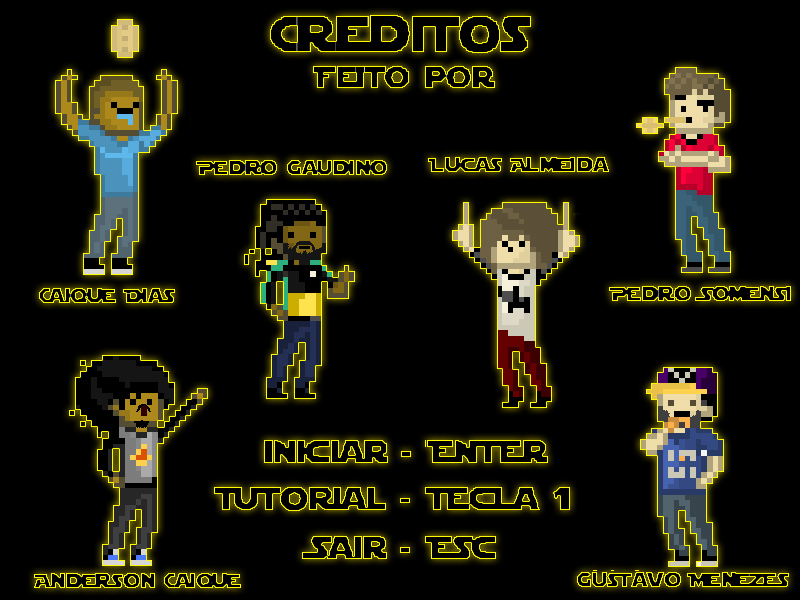 CREDITOS
FEITO POR
PEDRO GAUDINO
LUCAS ALMEIDA
CAIQUE DIAS
PEDRO SOMENSI
INICIAR - ENTER
TUTORIAL - TECLA 1
SAIR - ESC
ANDERSON CAIQUE
GUSTAVO MENEZES